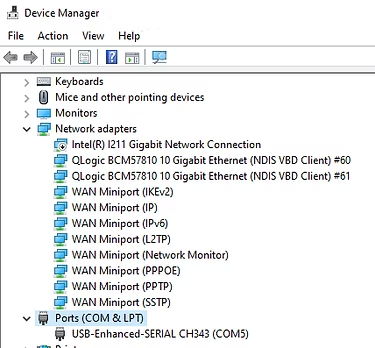 Device Manager
File Action View Help
Keyboards
Mice and other pointing devices
Monitors
Network adapters
Intel(R) I211 Gigabit Network Connection
QLogic BCM57810 10 Gigabit Ethernet (NDIS VBD Client) #60
QLogic BCM57810 10 Gigabit Ethernet (NDIS VBD Client) #61
WAN Miniport (IKEv2)
WAN Miniport (IP)
WAN Miniport (IPv6)
WAN Miniport (L2TP)
WAN Miniport (Network Monitor)
WAN Miniport (PPPOE)
WAN Miniport (PPTP)
WAN Miniport (SSTP)
Ports (COM & LPT)
USB-Enhanced-SERIAL CH343 (COM5)